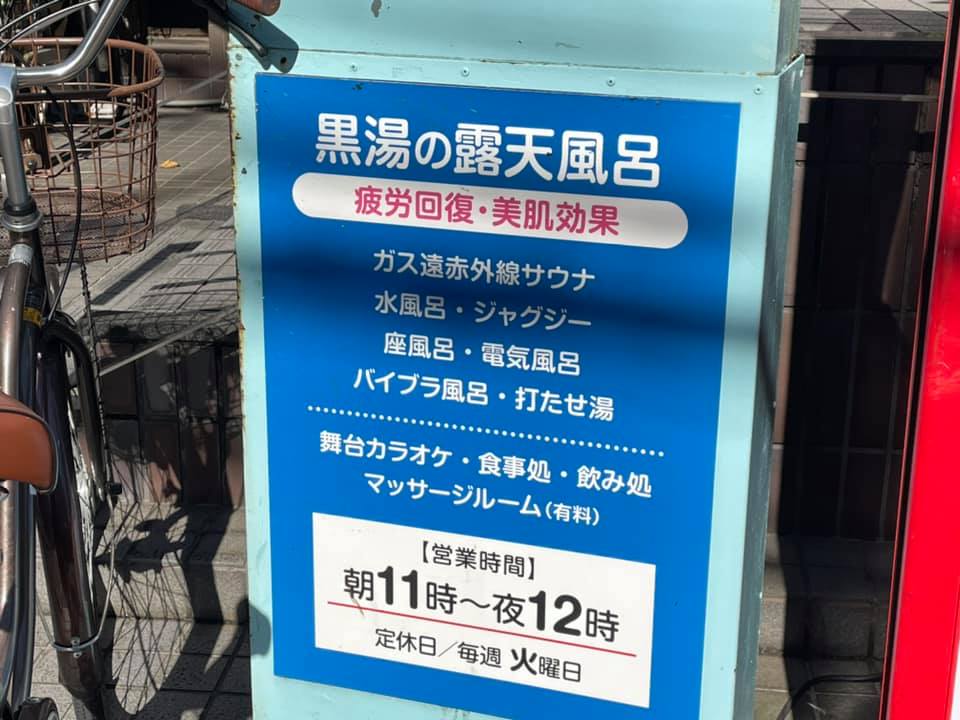 黒湯の露天風呂
疲労回復・美肌効果
ガス遠赤外線サウナ
水風呂・ジャグジー
座風呂・電気風呂
バイブラ風呂・打たせ湯
舞台カラオケ・食事処・飲み処
マッサージルーム(有料)
【営業時間】
朝11時〜夜12時
定休日／毎週 火曜日